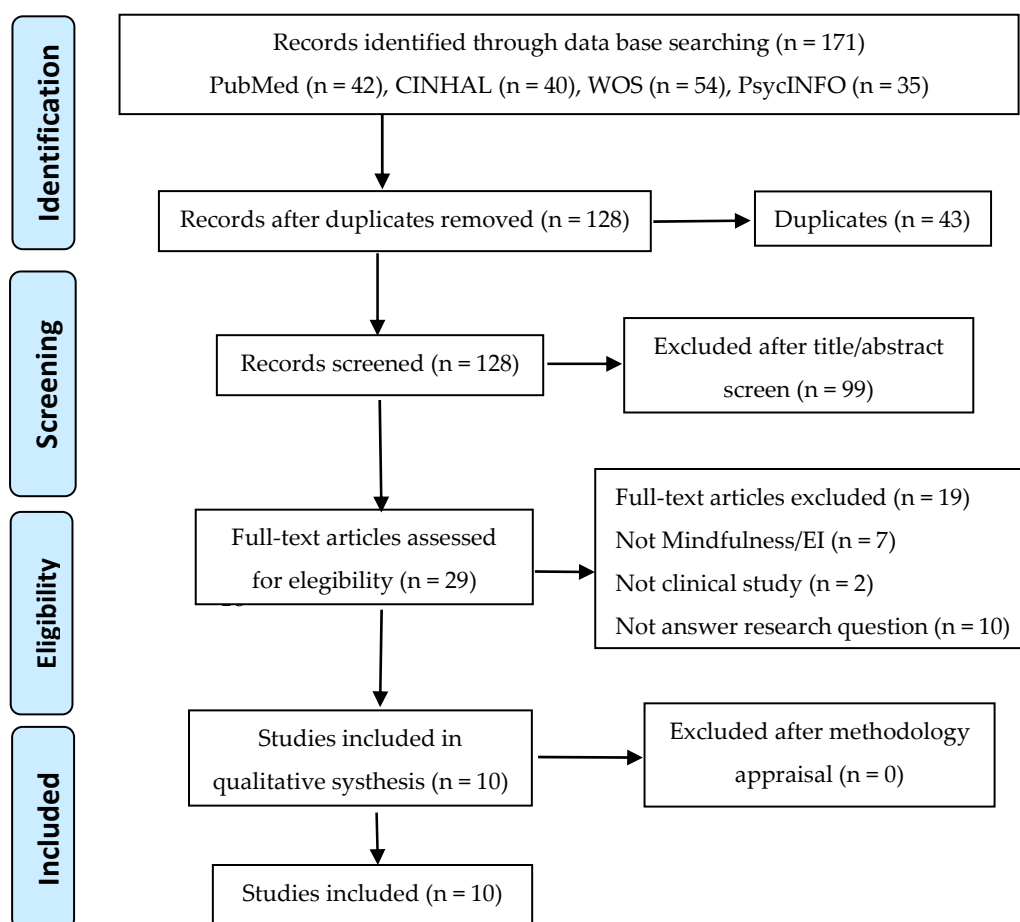 Identification
Records identified through data base searching (n = 171)
PubMed (n = 42), CINHAL (n = 40), WOS (n = 54), PsycINFO (n = 35)
Records after duplicates removed (n = 128)
Duplicates (n = 43)
Screening
Records screened (n = 128)
Excluded after title/abstract
screen (n = 99)
Eligibility
Full-text articles assessed
for elegibility (n = 29)
Full-text articles excluded (n = 19)
Not Mindfulness/EI (n = 7)
Not clinical study (n = 2)
Not answer research question (n = 10)
Included
Studies included in
qualitative systhesis (n = 10)
Excluded after methodology
appraisal (n = 0)
Studies included (n = 10)